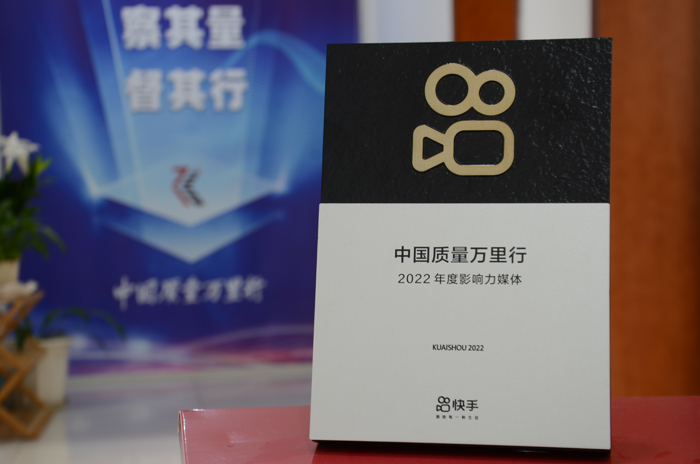 察其量
督其行
中国质量万里行
中国质量万里行
2022 年度影响力媒体
KUAISHOU 2022
快手